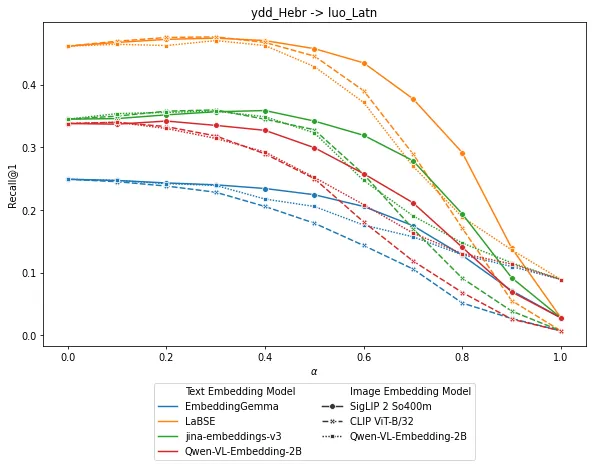 ydd_Hebr -> luo_Latn
Recall@1
0.4
0.3
0.2
0.1
0.0
0.0 0.2 0.4 0.6 0.8 1.0
α
Text Embedding Model
EmbeddingGemma
LaBSE
jina-embeddings-v3
Qwen-VL-Embedding-2B
Image Embedding Model
SigLIP 2 So400m
CLIP ViT-B/32
Qwen-VL-Embedding-2B